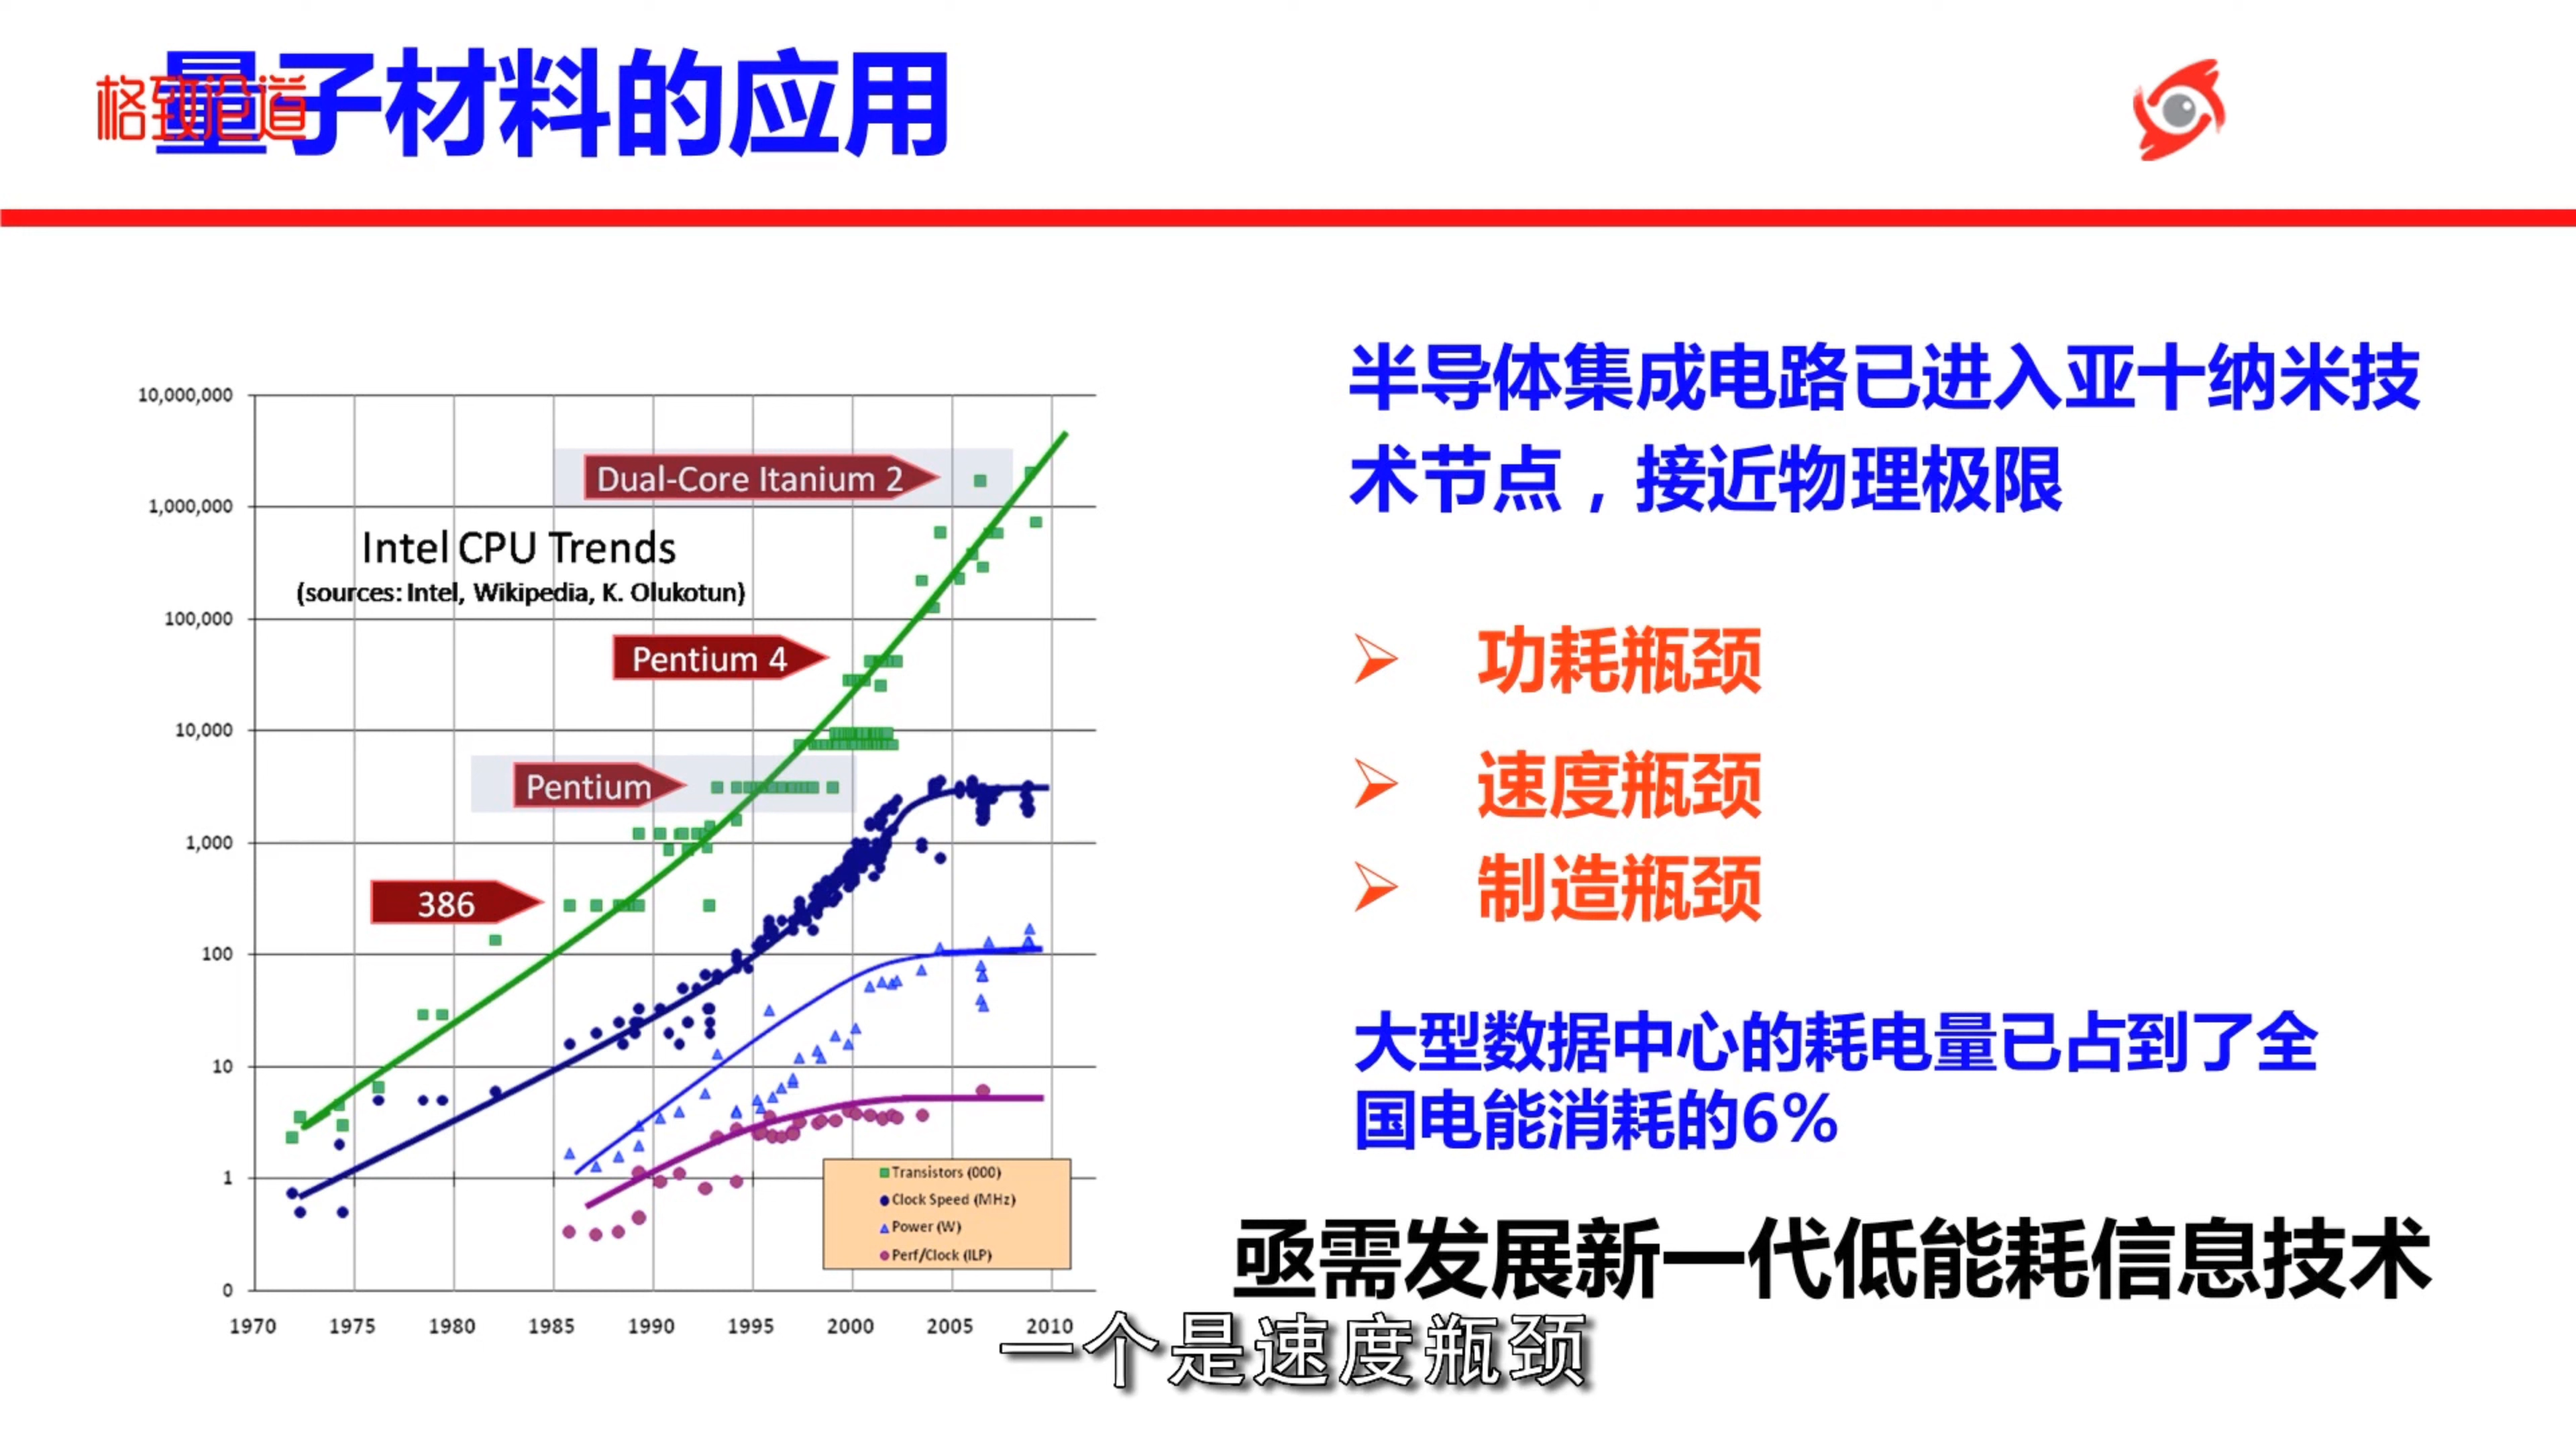 格致论道
量子材料的应用
10,000,000
1,000,000
100,000
10,000
1,000
100
10
1
0
Dual-Core Itanium 2
Intel CPU Trends
(sources: Intel, Wikipedia, K. Olukotun)
Pentium 4
Pentium
386
Transistors (000)
Clock Speed (MHz)
Power (W)
Perf/Clock (ILP)
1970 1975 1980 1985 1990 1995 2000 2005 2010
半导体集成电路已进入亚十纳米技
术节点，接近物理极限
功耗瓶颈
速度瓶颈
制造瓶颈
大型数据中心的耗电量已占到了全
国电能消耗的6%
亟需发展新一代低能耗信息技术
一个是速度瓶颈